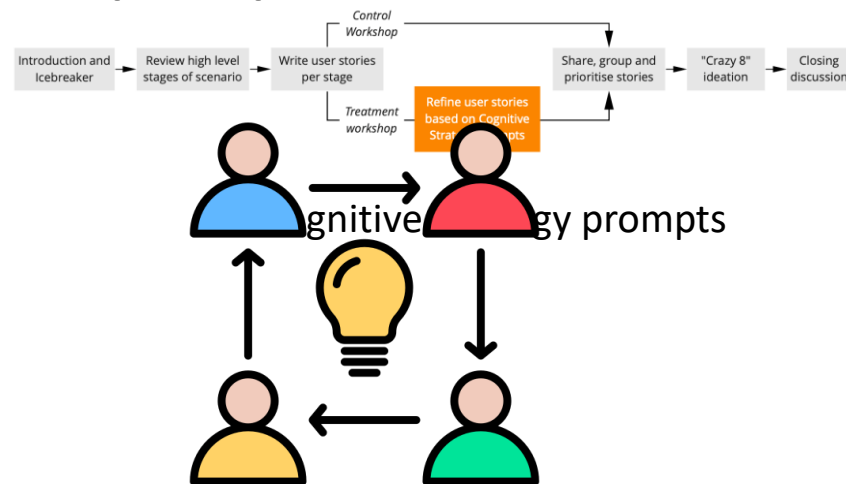 Control
Workshop
Introduction and
Icebreaker
Review high level
stages of scenario
Write user stories
per stage
Share, group and
prioritise stories
"Crazy 8"
ideation
Closing
discussion
Treatment
workshop
Refine user stories
based on Cognitive
gnitive
gy prompts